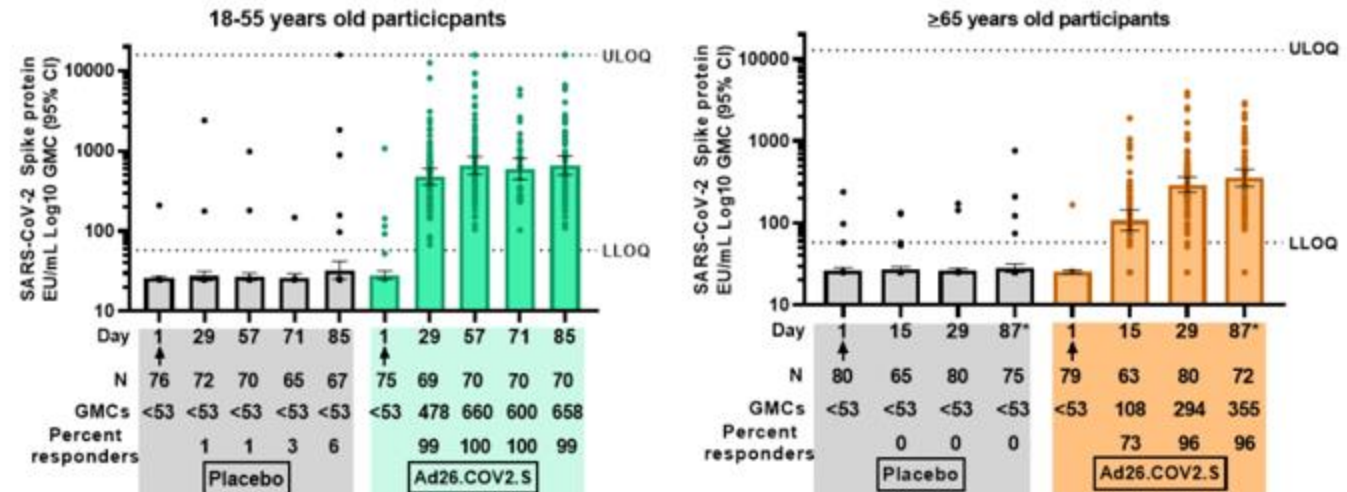 18-55 years old particicpants
SARS-CoV-2 Spike protein
EU/mL Log10 GMC (95% CI)
10000
1000
100
10
ULOQ
LLOQ
Day 1 29 57 71 85 1 29 57 71 85
N 76 72 70 65 67 75 69 70 70 70
GMCs <53 <53 <53 <53 <53 <53 478 660 600 658
Percent
responders 1 1 3 6 99 100 100 99
Placebo Ad26.COV2.S
≥65 years old participcants
SARS-CoV-2 Spike protein
EU/mL Log10 GMC (95% CI)
10000
1000
100
10
ULOQ
LLOQ
Day 1 15 29 87* 1 15 29 87*
N 80 65 80 75 79 63 80 72
GMCs <53 <53 <53 <53 <53 108 294 355
Percent
responders 0 0 0 73 96 96
Placebo Ad26.COV2.S